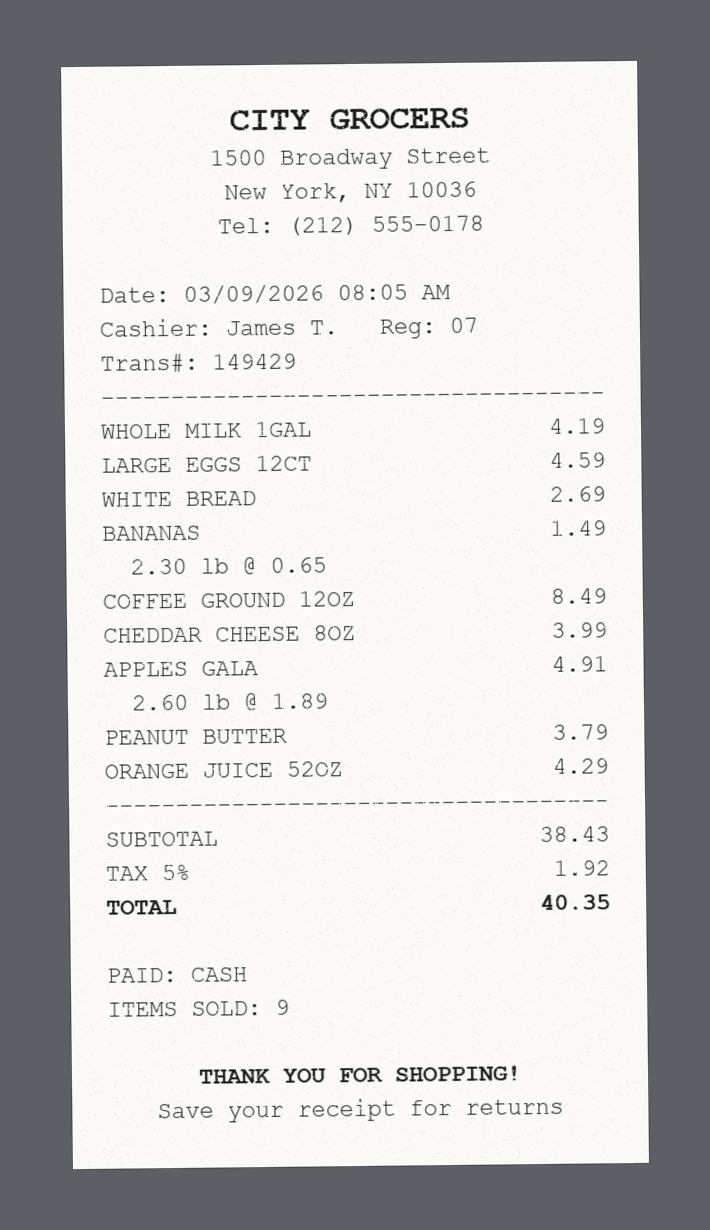 CITY GROCERS
1500 Broadway Street
New York, NY 10036
Tel: (212) 555-0178
Date: 03/09/2026 08:05 AM
Cashier: James T. Reg: 07
Trans#: 149429
------------------------------------
WHOLE MILK 1GAL 4.19
LARGE EGGS 12CT 4.59
WHITE BREAD 2.69
BANANAS 1.49
2.30 lb @ 0.65
COFFEE GROUND 12OZ 8.49
CHEDDAR CHEESE 8OZ 3.99
APPLES GALA 4.91
2.60 lb @ 1.89
PEANUT BUTTER 3.79
ORANGE JUICE 52OZ 4.29
------------------------------------
SUBTOTAL 38.43
TAX 5% 1.92
TOTAL 40.35
PAID: CASH
ITEMS SOLD: 9
THANK YOU FOR SHOPPING!
Save your receipt for returns